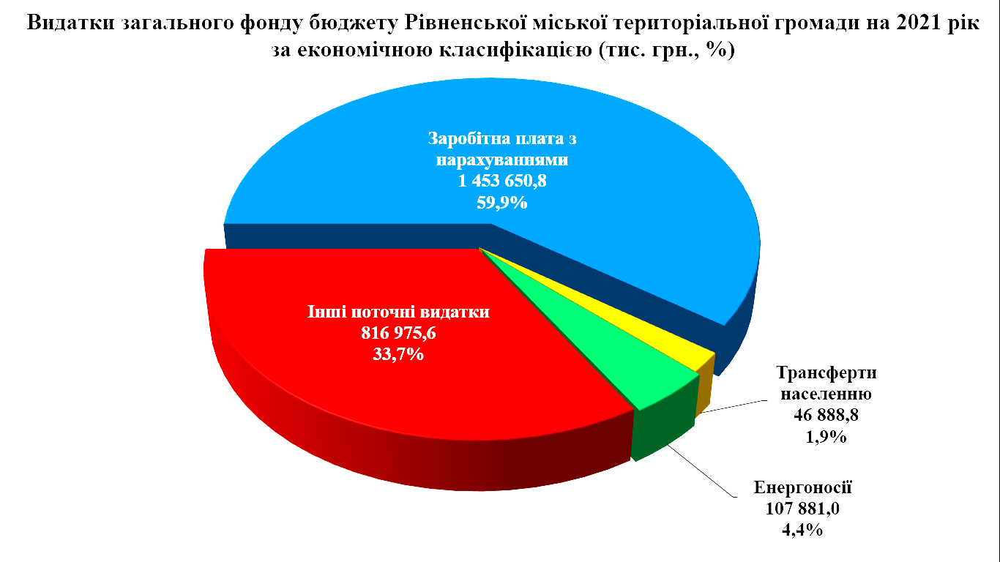 Видатки загального фонду бюджету Рівненської міської територіальної громади на 2021 рік
за економічною класифікацією (тис. грн., %)
Заробітна плата з
нарахуваннями
1 453 650,8
59,9%
Інші поточні видатки
816 975,6
33,7%
Трансферти
населенню
46 888,8
1,9%
Енергоносії
107 881,0
4,4%